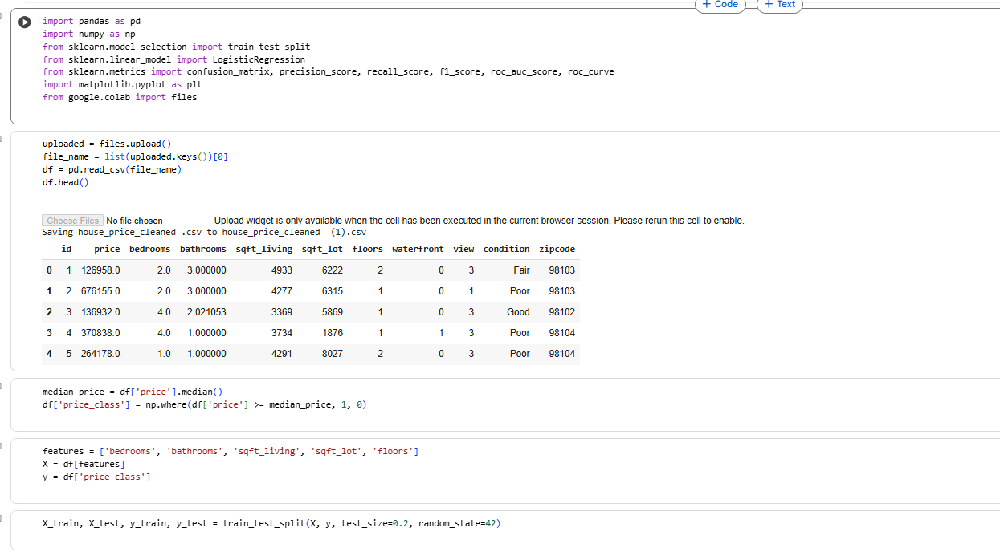 + Code + Text
import pandas as pd
import numpy as np
from sklearn.model_selection import train_test_split
from sklearn.linear_model import LogisticRegression
from sklearn.metrics import confusion_matrix, precision_score, recall_score, f1_score, roc_auc_score, roc_curve
import matplotlib.pyplot as plt
from google.colab import files
uploaded = files.upload()
file_name = list(uploaded.keys())[0]
df = pd.read_csv(file_name)
df.head()
Choose Files No file chosen Upload widget is only available when the cell has been executed in the current browser session. Please rerun this cell to enable.
Saving house_price_cleaned .csv to house_price_cleaned (1).csv
id price bedrooms bathrooms sqft_living sqft_lot floors waterfront view condition zipcode
0 1 126958.0 2.0 3.000000 4933 6222 2 0 3 Fair 98103
1 2 676155.0 2.0 3.000000 4277 6315 1 0 1 Poor 98103
2 3 136932.0 4.0 2.021053 3369 5869 1 0 3 Good 98102
3 4 370838.0 4.0 1.000000 3734 1876 1 1 3 Poor 98104
4 5 264178.0 1.0 1.000000 4291 8027 2 0 3 Poor 98104
median_price = df['price'].median()
df['price_class'] = np.where(df['price'] >= median_price, 1, 0)
features = ['bedrooms', 'bathrooms', 'sqft_living', 'sqft_lot', 'floors']
X = df[features]
y = df['price_class']
X_train, X_test, y_train, y_test = train_test_split(X, y, test_size=0.2, random_state=42)